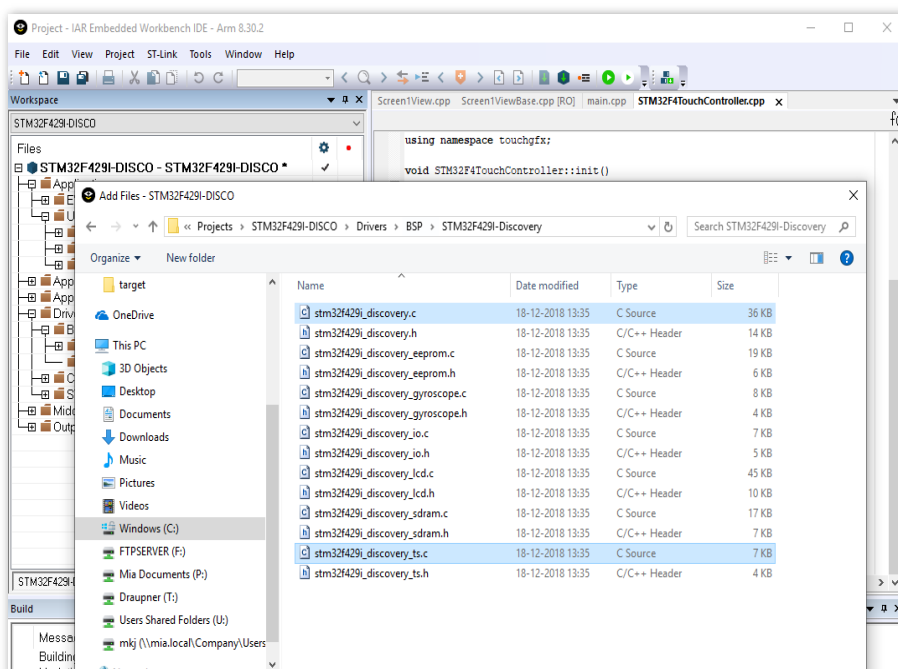 Project - IAR Embedded Workbench IDE - Arm 8.30.2
File Edit View Project ST-Link Tools Window Help
Workspace
Screen1View.cpp Screen1ViewBase.cpp [RO] main.cpp STM32F4TouchController.cpp x
STM32F429I-DISCO
Files
STM32F429I-DISCO - STM32F429I-DISCO *
using namespace touchgfx;
void STM32F4TouchController::init()
Add Files - STM32F429I-DISCO
« Projects > STM32F429I-DISCO > Drivers > BSP > STM32F429I-Discovery
Search STM32F429I-Discovery
Organize New folder
target
OneDrive
This PC
3D Objects
Desktop
Documents
Downloads
Music
Pictures
Videos
Windows (C:)
FTPSERVER (F:)
Mia Documents (P:)
Draupner (T:)
Users Shared Folders (U:)
mkj (\\mia.local\Company\Users
Name Date modified Type Size
stm32f429i_discovery.c 18-12-2018 13:35 C Source 36 KB
stm32f429i_discovery.h 18-12-2018 13:35 C/C++ Header 14 KB
stm32f429i_discovery_eeprom.c 18-12-2018 13:35 C Source 19 KB
stm32f429i_discovery_eeprom.h 18-12-2018 13:35 C/C++ Header 6 KB
stm32f429i_discovery_gyroscope.c 18-12-2018 13:35 C Source 8 KB
stm32f429i_discovery_gyroscope.h 18-12-2018 13:35 C/C++ Header 4 KB
stm32f429i_discovery_io.c 18-12-2018 13:35 C Source 7 KB
stm32f429i_discovery_io.h 18-12-2018 13:35 C/C++ Header 5 KB
stm32f429i_discovery_lcd.c 18-12-2018 13:35 C Source 45 KB
stm32f429i_discovery_lcd.h 18-12-2018 13:35 C/C++ Header 10 KB
stm32f429i_discovery_sdram.c 18-12-2018 13:35 C Source 17 KB
stm32f429i_discovery_sdram.h 18-12-2018 13:35 C/C++ Header 7 KB
stm32f429i_discovery_ts.c 18-12-2018 13:35 C Source 7 KB
stm32f429i_discovery_ts.h 18-12-2018 13:35 C/C++ Header 4 KB
App
E
U
App
App
Driv
B
C
S
Midd
Outp
STM32F429I-
Build
Messa
Building